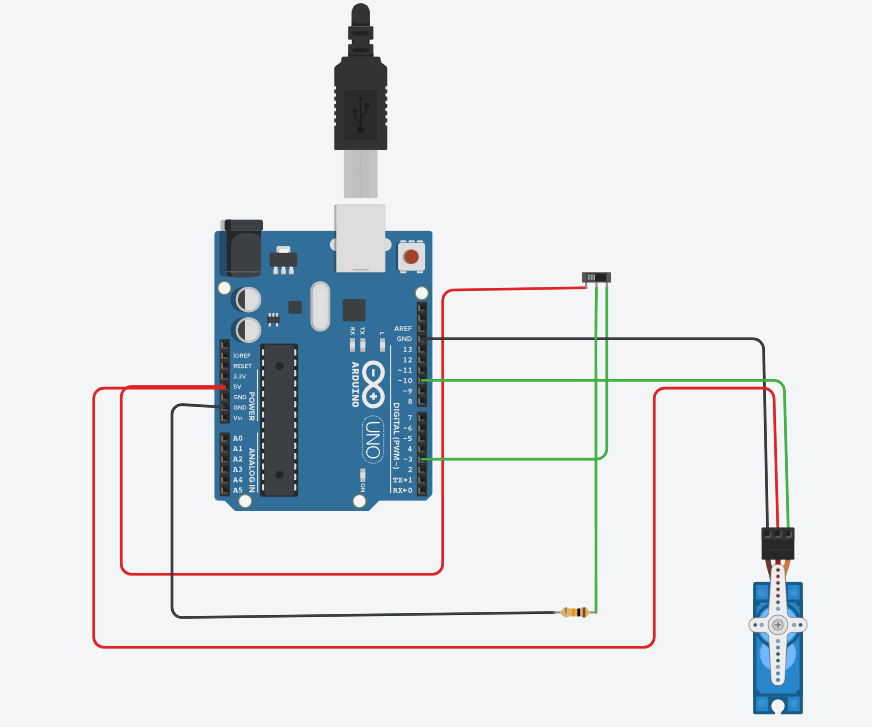 RX
TX
L
AREF
GND
13
12
~11
~10
~9
8
7
~6
~5
4
~3
2
TX→1
RX←0
DIGITAL (PWM~)
ARDUINO
UNO
ON
IOREF
RESET
3.3V
5V
GND
GND
Vin
POWER
A0
A1
A2
A3
A4
A5
ANALOG IN